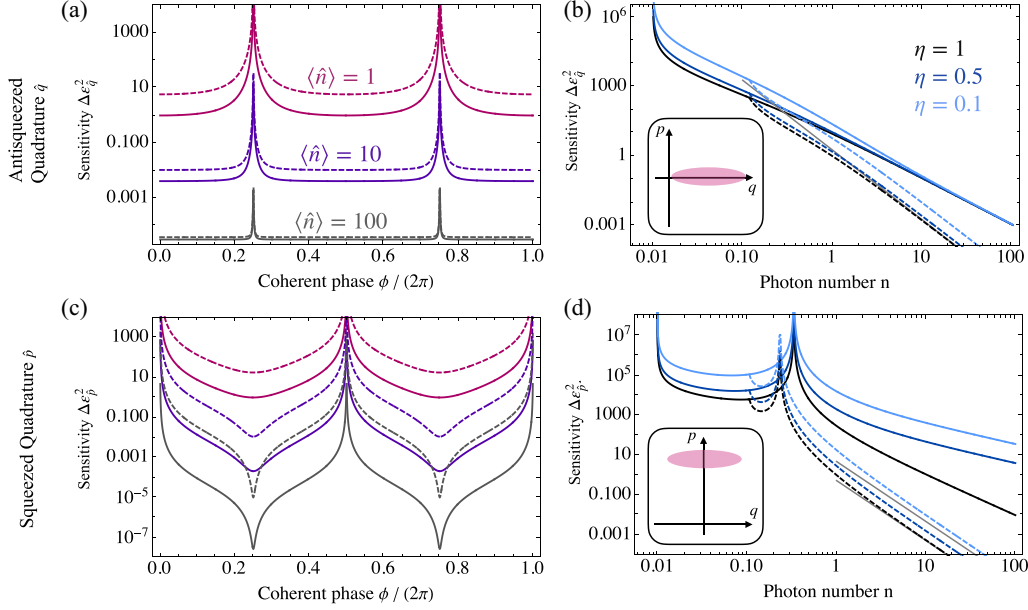 (a)
Antisqueezed
Quadrature q̂
Sensitivity Δε²_q̂
1000
10
0.100
0.001
⟨n̂⟩ = 1
⟨n̂⟩ = 10
⟨n̂⟩ = 100
0.0 0.2 0.4 0.6 0.8 1.0
Coherent phase ϕ / (2π)
(b)
Sensitivity Δε²_q̂
10⁶
1000
1
0.001
η = 1
η = 0.5
η = 0.1
p
q
0.01 0.10 1 10 100
Photon number n
(c)
Squeezed Quadrature p̂
Sensitivity Δε²_p̂
1000
10
0.100
0.001
10⁻⁵
10⁻⁷
0.0 0.2 0.4 0.6 0.8 1.0
Coherent phase ϕ / (2π)
(d)
Sensitivity Δε²_p̂.
10⁷
10⁵
1000
10
0.100
0.001
p
q
0.01 0.10 1 10 100
Photon number n